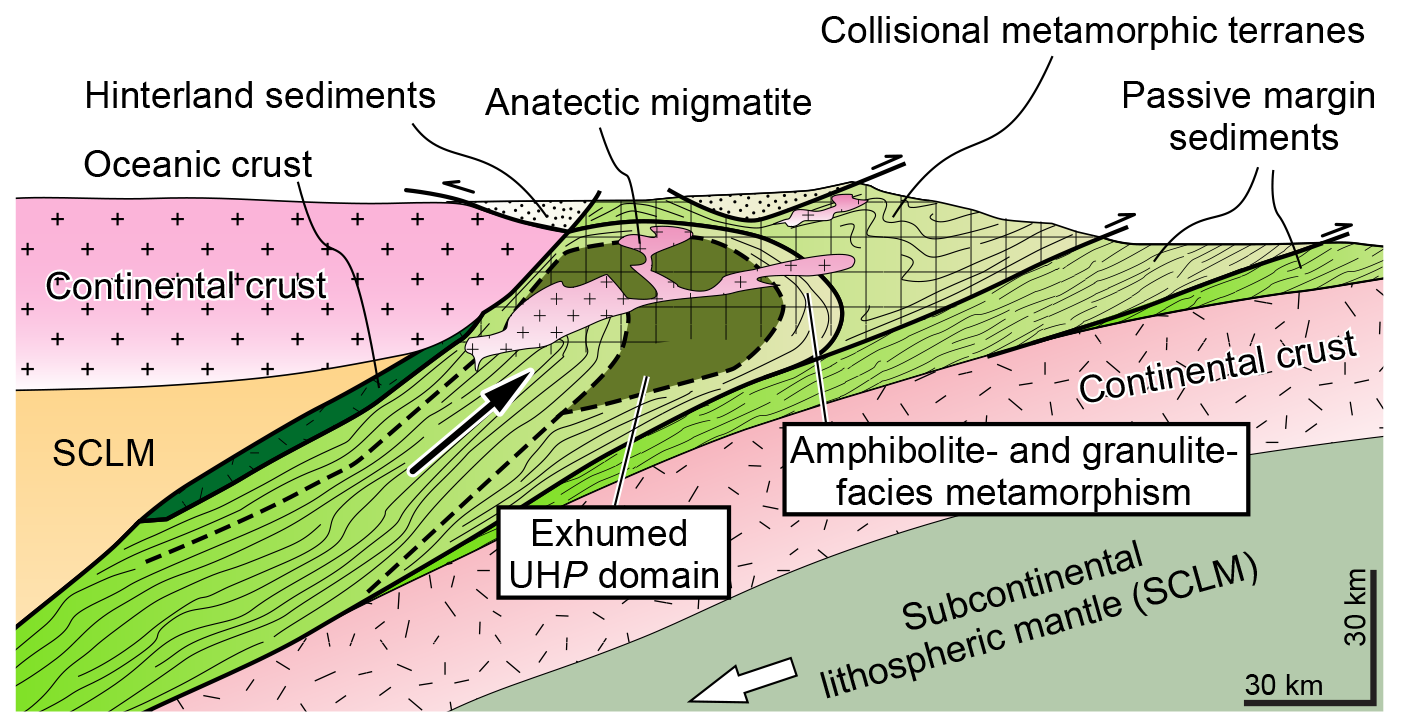 Collisional metamorphic terranes
Hinterland sediments
Anatectic migmatite
Passive margin
sediments
Oceanic crust
Continental crust
Continental crust
SCLM
Amphibolite- and granulite-
facies metamorphism
Exhumed
UHP domain
Subcontinental
lithospheric mantle (SCLM)
30 km
30 km